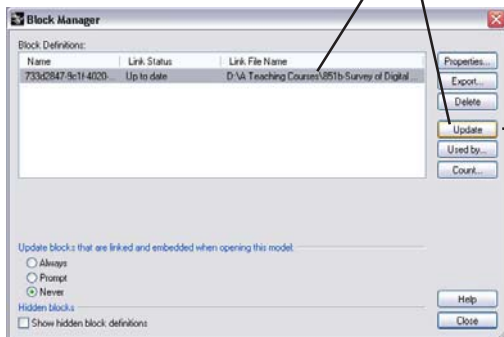 Block Manager
Block Definitions:
Name Link Status Link File Name
733d2847-9c1f-4020-... Up to date D:\A Teaching Courses\851b-Survey of Digital ...
Properties...
Export...
Delete
Update
Used by...
Count...
Update blocks that are linked and embedded when opening this model.
Always
Prompt
Never
Hidden blocks
Show hidden block definitions
Help
Close